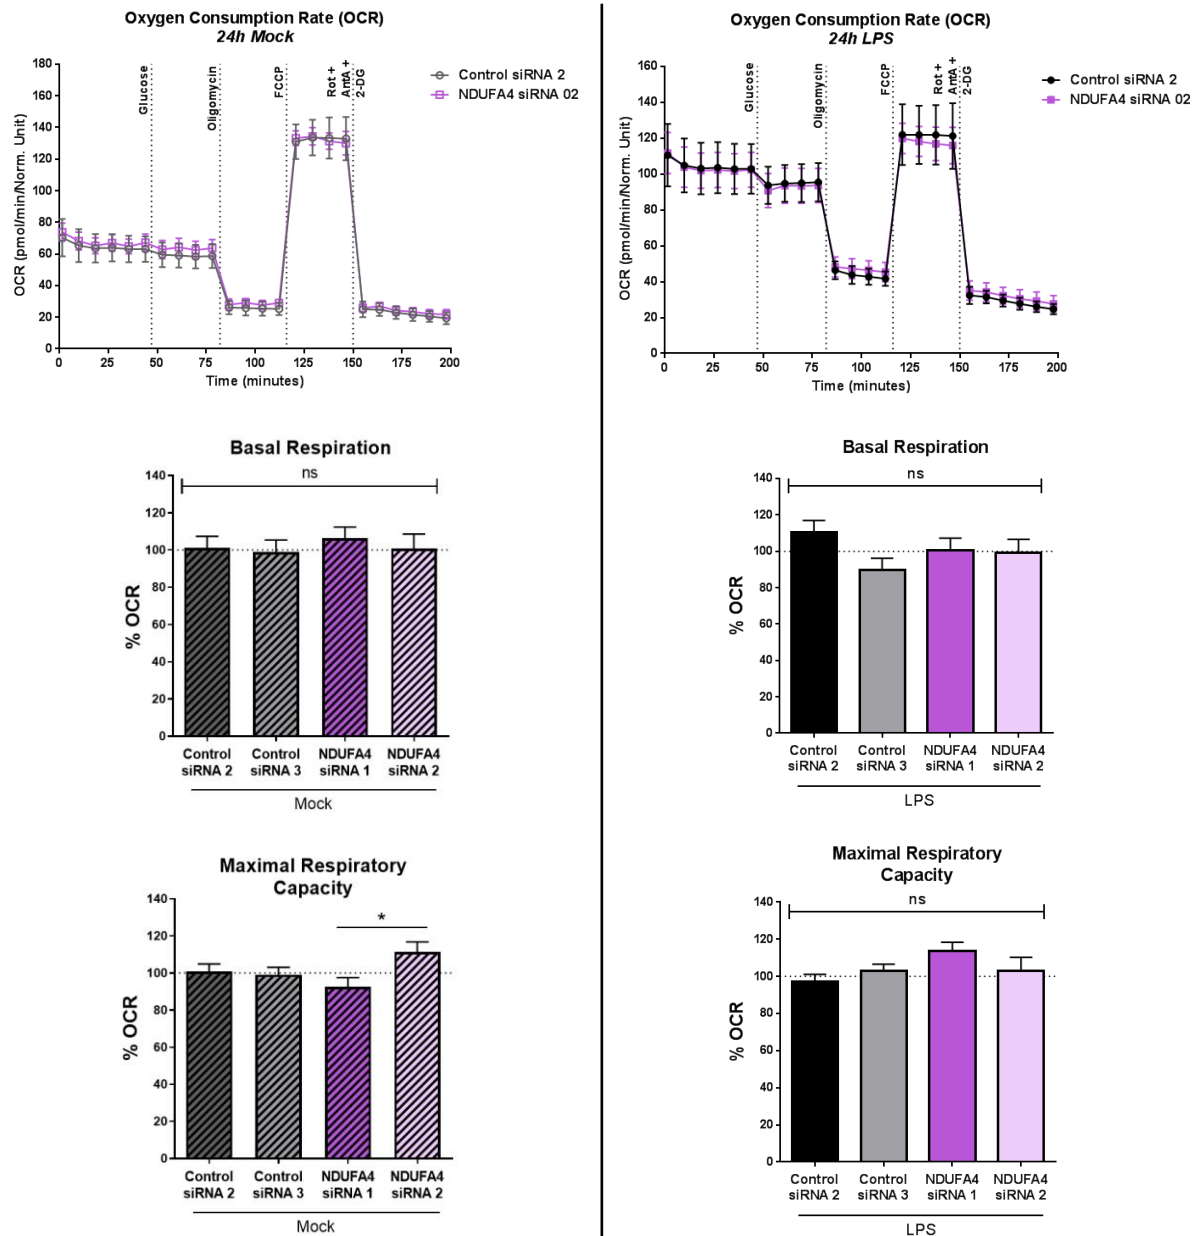 Oxygen Consumption Rate (OCR)
24h Mock
180
160
140
120
100
80
60
40
20
0
OCR (pmol/min/Norm. Unit)
Glucose
Oligomycin
FCCP
Rot +
AntA +
2-DG
Control siRNA 2
NDUFA4 siRNA 02
0 25 50 75 100 125 150 175 200
Time (minutes)
Oxygen Consumption Rate (OCR)
24h LPS
160
140
120
100
80
60
40
20
0
OCR (pmol/min/Norm. Unit)
Glucose
Oligomycin
FCCP
Rot +
AntA +
2-DG
Control siRNA 2
NDUFA4 siRNA 02
0 25 50 75 100 125 150 175 200
Time (minutes)
Basal Respiration
ns
140
120
100
80
60
40
20
0
% OCR
Control siRNA 2
Control siRNA 3
NDUFA4 siRNA 1
NDUFA4 siRNA 2
Mock
Basal Respiration
ns
140
120
100
80
60
40
20
0
% OCR
Control siRNA 2
Control siRNA 3
NDUFA4 siRNA 1
NDUFA4 siRNA 2
LPS
Maximal Respiratory
Capacity
*
140
120
100
80
60
40
20
0
% OCR
Control siRNA 2
Control siRNA 3
NDUFA4 siRNA 1
NDUFA4 siRNA 2
Mock
Maximal Respiratory
Capacity
ns
140
120
100
80
60
40
20
0
% OCR
Control siRNA 2
Control siRNA 3
NDUFA4 siRNA 1
NDUFA4 siRNA 2
LPS